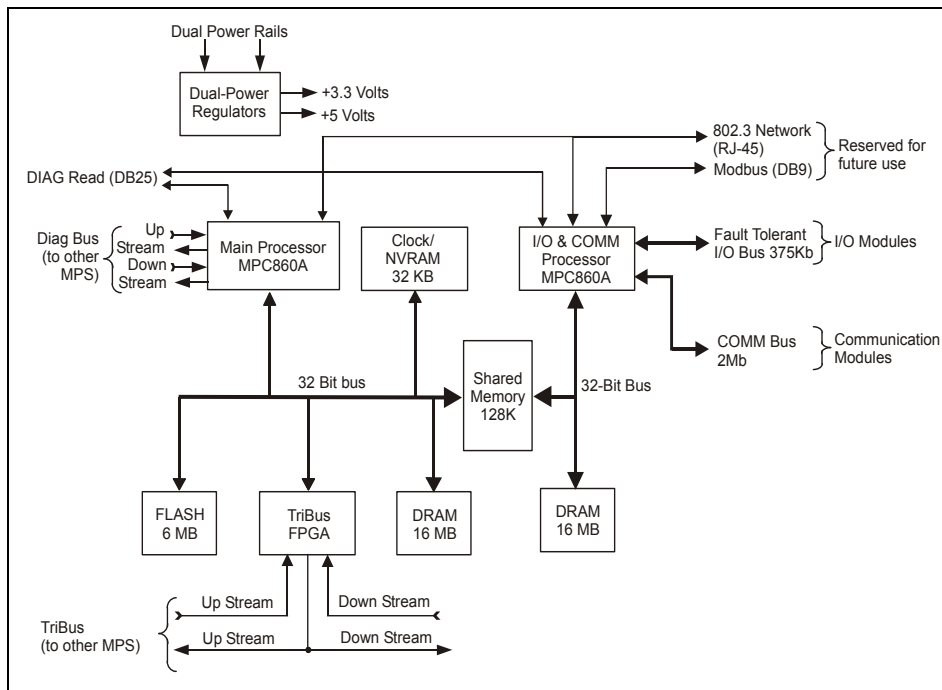 Dual Power Rails
Dual-Power
Regulators
+3.3 Volts
+5 Volts
802.3 Network
(RJ-45)
Modbus (DB9)
Reserved for
future use
DIAG Read (DB25)
Diag Bus
(to other
MPS)
Up
Stream
Down
Stream
Main Processor
MPC860A
Clock/
NVRAM
32 KB
I/O & COMM
Processor
MPC860A
Fault Tolerant
I/O Bus 375Kb
I/O Modules
COMM Bus
2Mb
Communication
Modules
32 Bit bus
Shared
Memory
128K
32-Bit Bus
FLASH
6 MB
TriBus
FPGA
DRAM
16 MB
DRAM
16 MB
TriBus
(to other MPS)
Up Stream
Down Stream
Up Stream
Down Stream